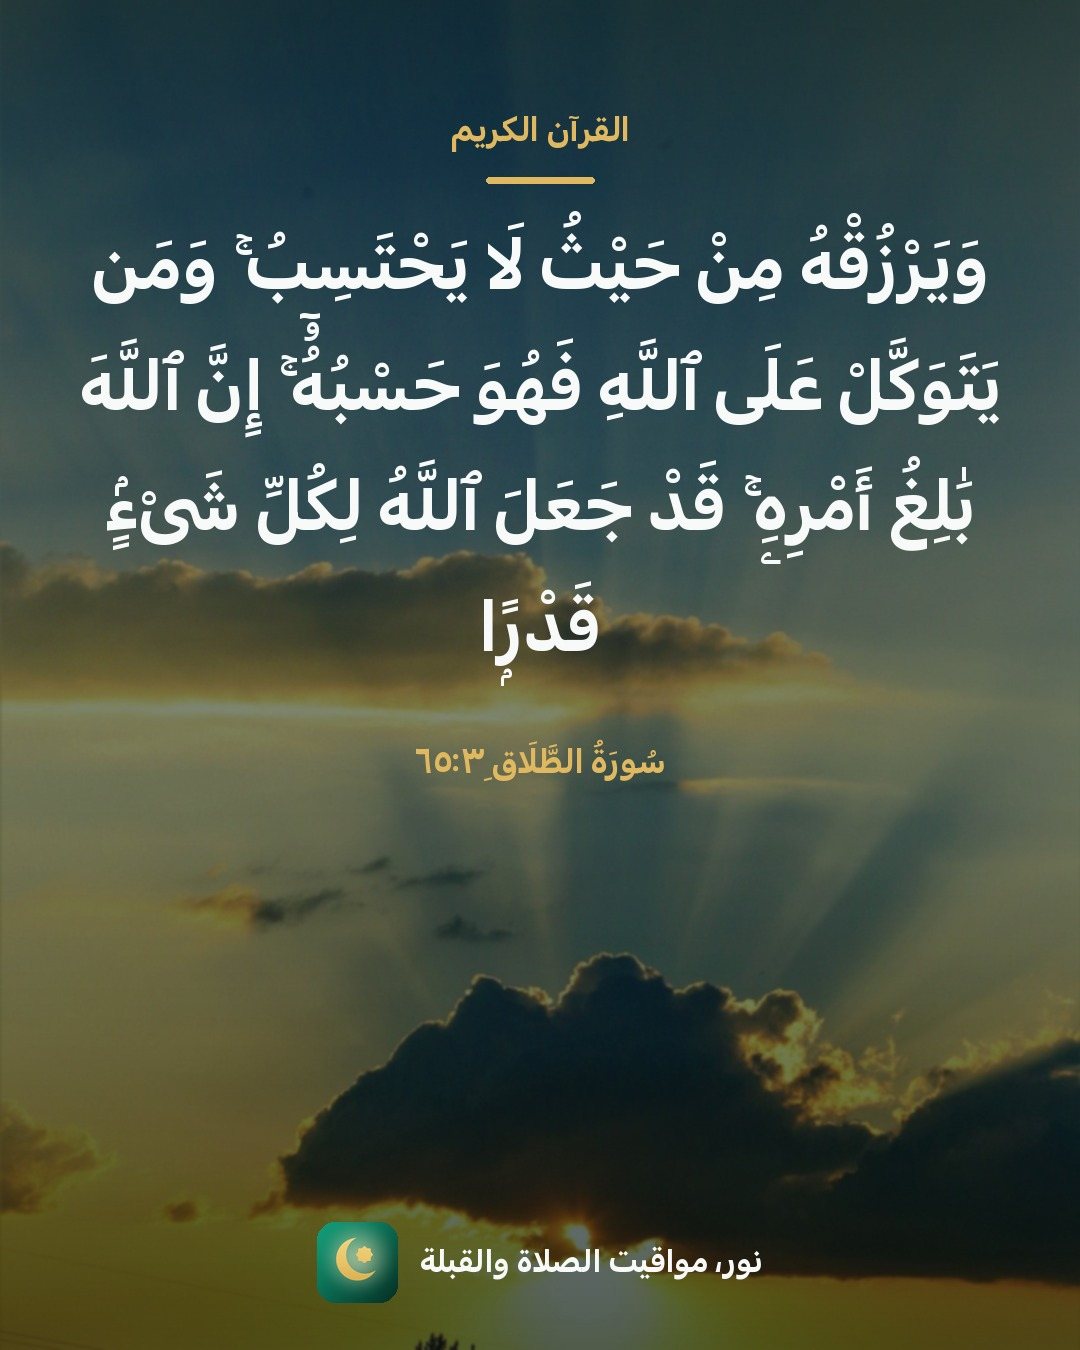 القرآن الكريم
وَيَرْزُقْهُ مِنْ حَيْثُ لَا يَحْتَسِبُ ۚ وَمَن
يَتَوَكَّلْ عَلَى ٱللَّهِ فَهُوَ حَسْبُهُۥٓ ۚ إِنَّ ٱللَّهَ
بَٰلِغُ أَمْرِهِۦ ۚ قَدْ جَعَلَ ٱللَّهُ لِكُلِّ شَىْءٍۢ
قَدْرًۭا
سُورَةُ الطَّلَاقِ ٦٥:٣
نور، مواقيت الصلاة والقبلة